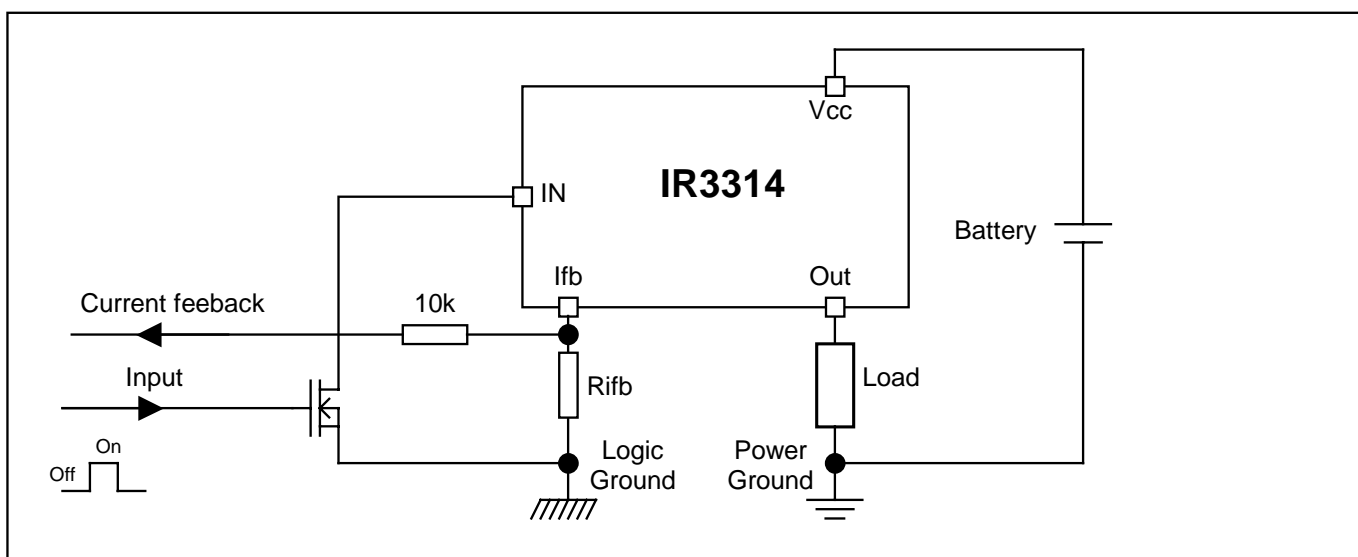 Vcc
IR3314
IN
Battery
Ifb
Out
Current feeback
10k
Input
Rifb
Load
On
Off
Logic
Ground
Power
Ground